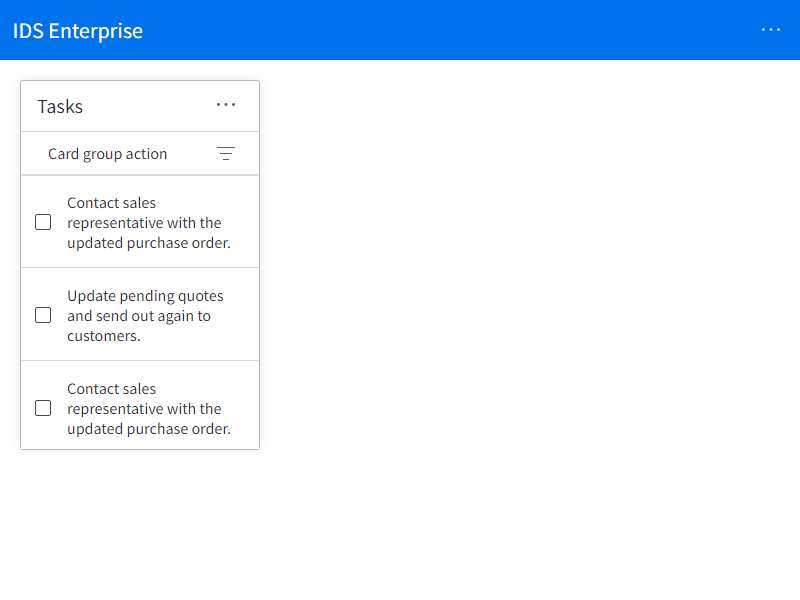 IDS Enterprise
Tasks
Card group action
Contact sales
representative with the
updated purchase order.
Update pending quotes
and send out again to
customers.
Contact sales
representative with the
updated purchase order.